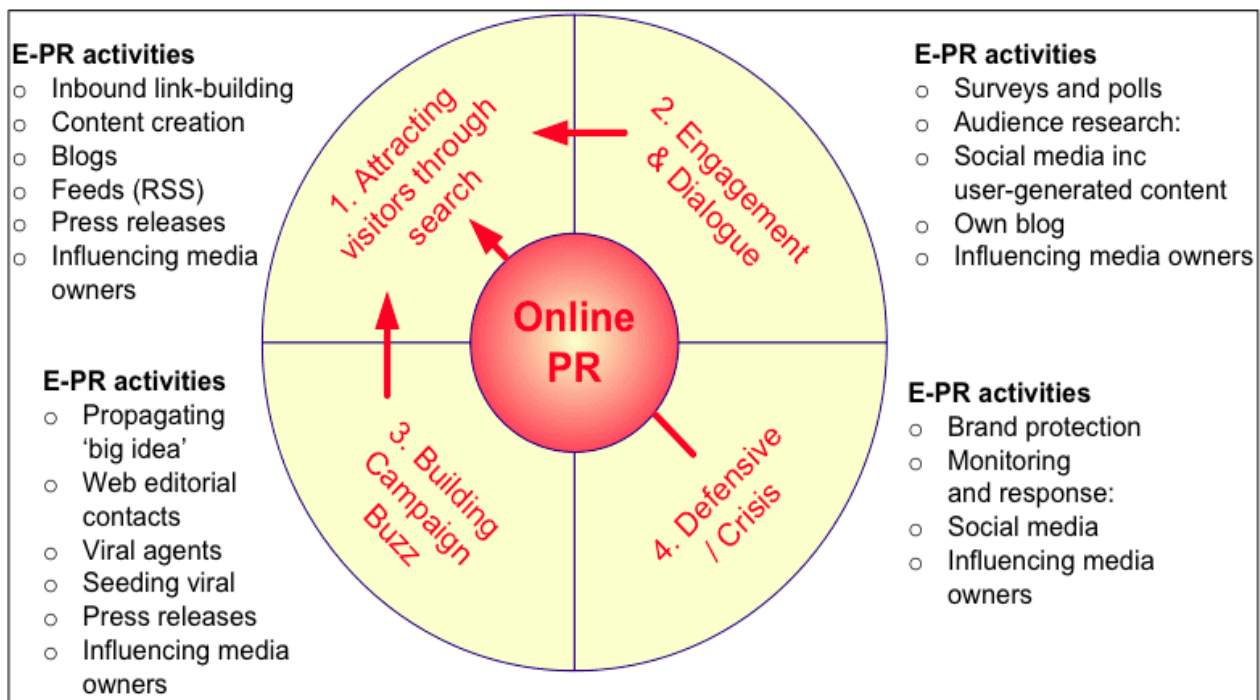 E-PR activities
○ Inbound link-building
○ Content creation
○ Blogs
○ Feeds (RSS)
○ Press releases
○ Influencing media
owners
1. Attracting
visitors through
search
2. Engagement
& Dialogue
E-PR activities
○ Surveys and polls
○ Audience research:
○ Social media inc
user-generated content
○ Own blog
○ Influencing media owners
Online
PR
E-PR activities
○ Propagating
‘big idea’
○ Web editorial
contacts
○ Viral agents
○ Seeding viral
○ Press releases
○ Influencing media
owners
3. Building
Campaign
Buzz
4. Defensive
/ Crisis
E-PR activities
○ Brand protection
○ Monitoring
and response:
○ Social media
○ Influencing media
owners